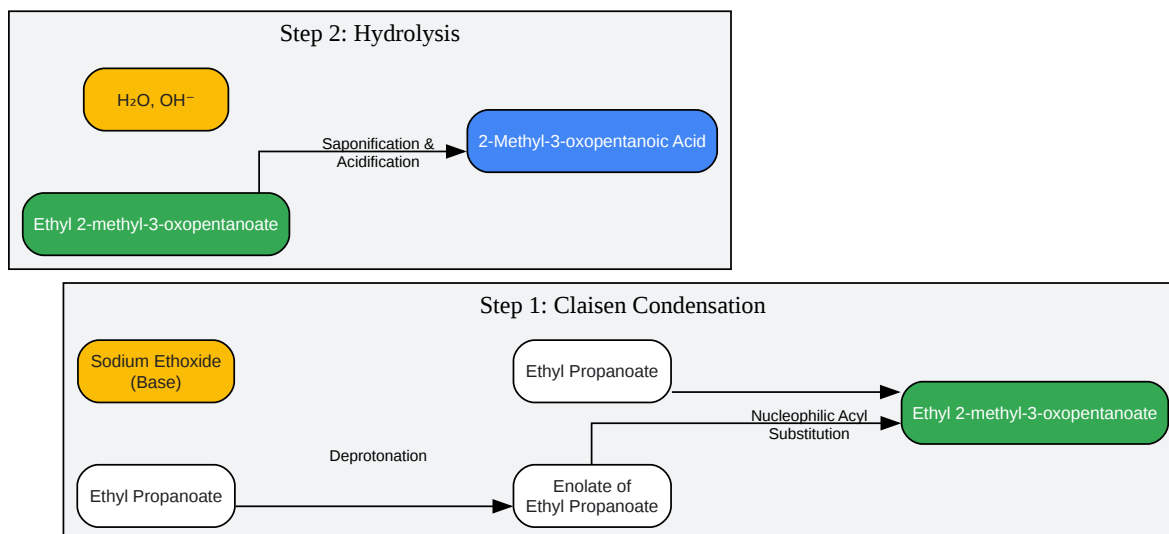 Step 2: Hydrolysis
H₂O, OH⁻
Saponification &
Acidification
2-Methyl-3-oxopentanoic Acid
Ethyl 2-methyl-3-oxopentanoate
Step 1: Claisen Condensation
Sodium Ethoxide
(Base)
Ethyl Propanoate
Ethyl 2-methyl-3-oxopentanoate
Nucleophilic Acyl
Substitution
Deprotonation
Ethyl Propanoate
Enolate of
Ethyl Propanoate